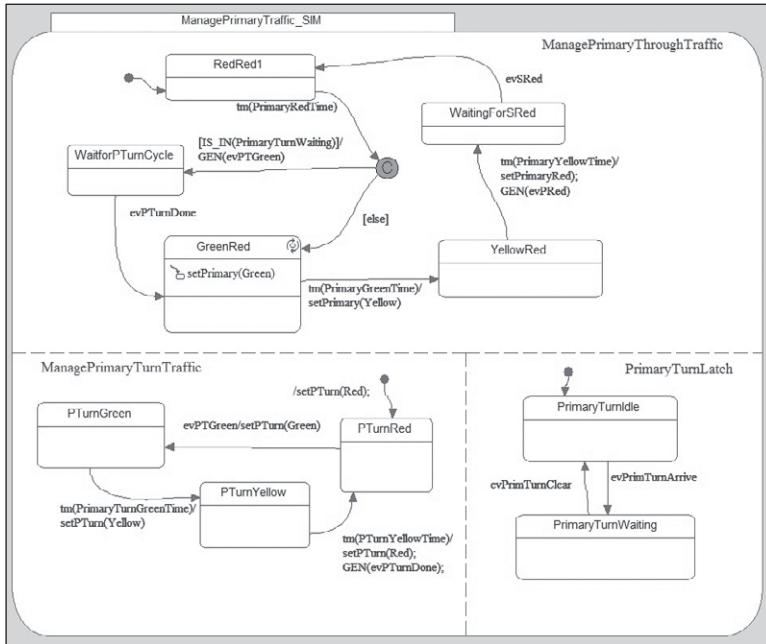 ManagePrimaryTraffic_SIM
ManagePrimaryThroughTraffic
RedRed1
evSRed
tm(PrimaryRedTime)
WaitingForSRed
[IS_IN(PrimaryTurnWaiting)]/
GEN(evPTGreen)
WaitforPTurnCycle
C
tm(PrimaryYellowTime)/
setPrimaryRed);
GEN(evPRed)
evPTurnDone
[else]
GreenRed
setPrimary(Green)
YellowRed
tm(PrimaryGreenTime)/
setPrimary(Yellow)
ManagePrimaryTurnTraffic
PrimaryTurnLatch
/setPTurn(Red);
PTurnGreen
evPTGreen/setPTurn(Green)
PTurnRed
PTurnYellow
tm(PrimaryTurnGreenTime)/
setPTurn(Yellow)
tm(PTurnYellowTime)/
setPTurn(Red);
GEN(evPTurnDone);
PrimaryTurnIdle
evPrimTurnClear
evPrimTurnArrive
PrimaryTurnWaiting